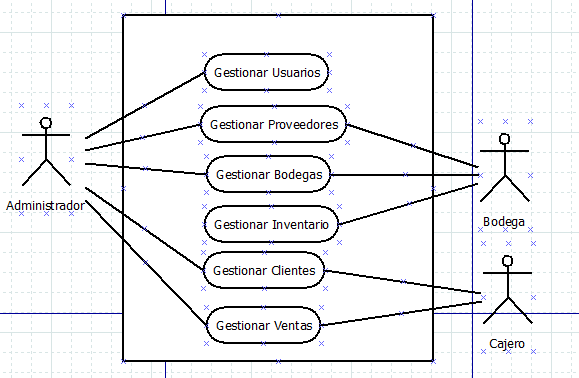 Gestionar Usuarios
Gestionar Proveedores
Gestionar Bodegas
Administrador
Gestionar Inventario
Bodega
Gestionar Clientes
Gestionar Ventas
Cajero